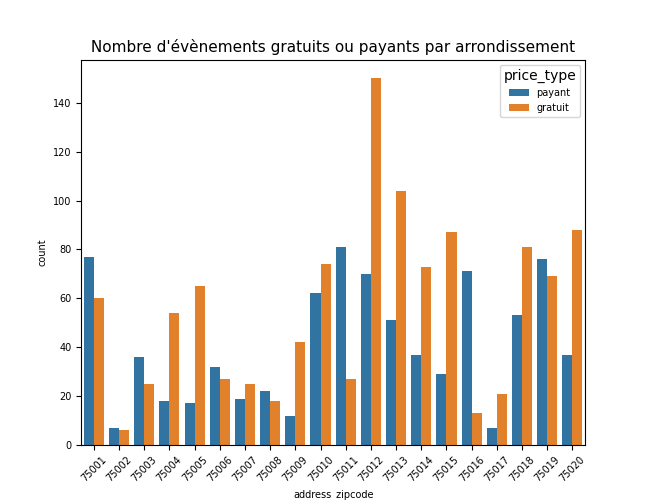 Nombre d'évènements gratuits ou payants par arrondissement
price_type
payant
gratuit
140
120
100
80
60
40
20
0
count
75001 75002 75003 75004 75005 75006 75007 75008 75009 75010 75011 75012 75013 75014 75015 75016 75017 75018 75019 75020
address_zipcode